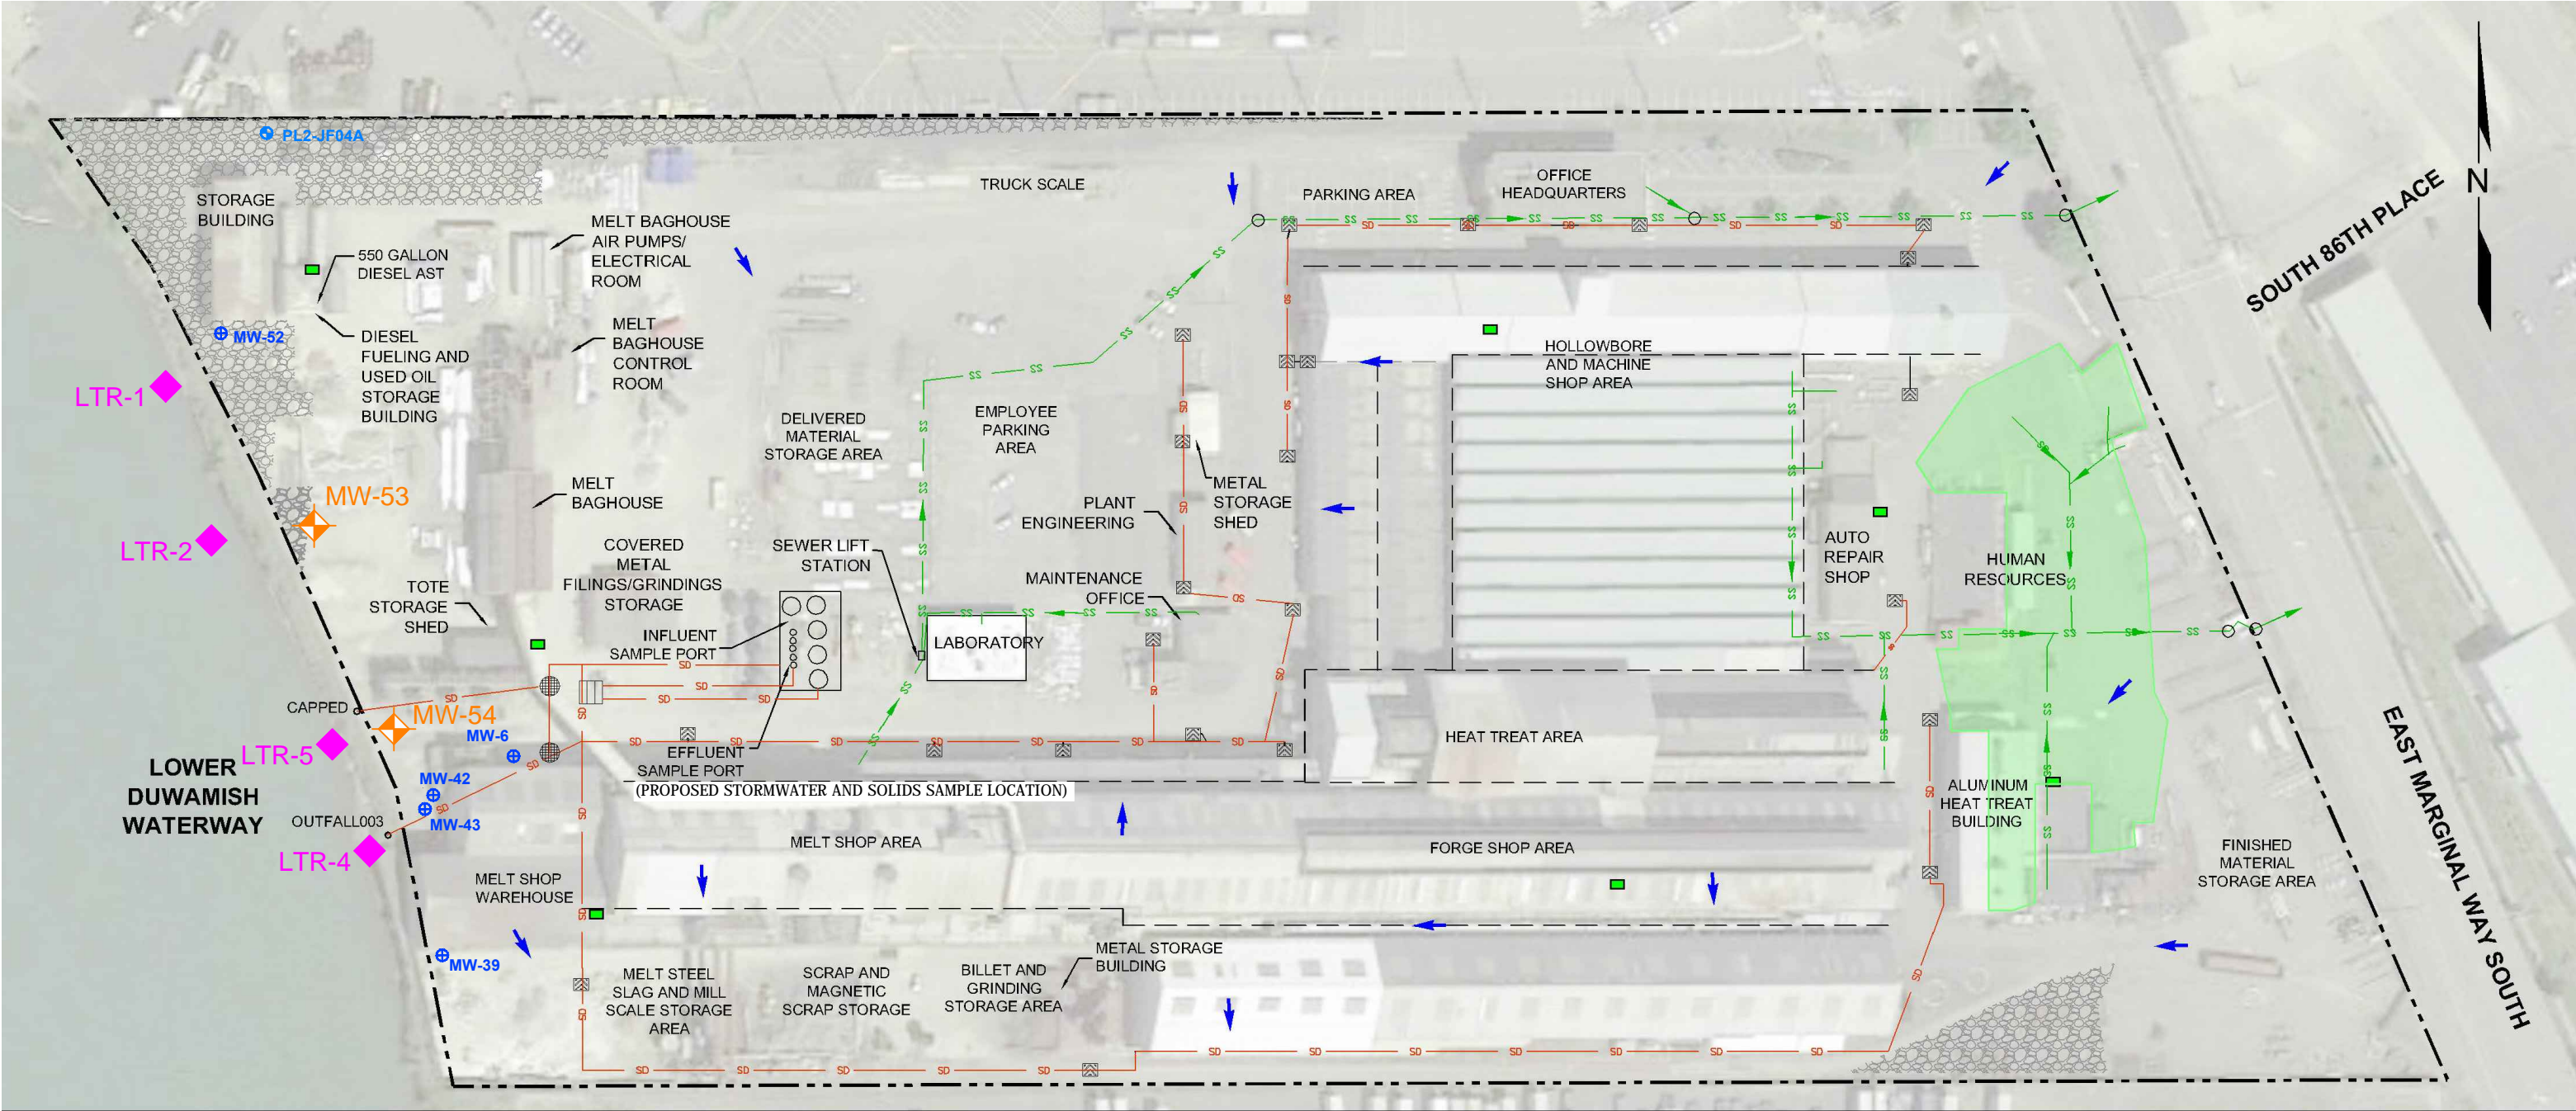 PL2-JF04A
STORAGE
BUILDING
550 GALLON
DIESEL AST
MELT BAGHOUSE
AIR PUMPS/
ELECTRICAL
ROOM
TRUCK SCALE
PARKING AREA
OFFICE
HEADQUARTERS
SOUTH 86TH PLACE
N
MW-52
DIESEL
FUELING AND
USED OIL
STORAGE
BUILDING
MELT
BAGHOUSE
CONTROL
ROOM
LTR-1
DELIVERED
MATERIAL
STORAGE AREA
EMPLOYEE
PARKING
AREA
HOLLOWBORE
AND MACHINE
SHOP AREA
MW-53
LTR-2
MELT
BAGHOUSE
PLANT
ENGINEERING
METAL
STORAGE
SHED
AUTO
REPAIR
SHOP
HUMAN
RESOURCES
COVERED
METAL
FILINGS/GRINDINGS
STORAGE
SEWER LIFT
STATION
MAINTENANCE
OFFICE
TOTE
STORAGE
SHED
INFLUENT
SAMPLE PORT
LABORATORY
CAPPED
MW-54
MW-6
LTR-5
LOWER
DUWAMISH
WATERWAY
MW-42
MW-43
OUTFALL003
LTR-4
EFFLUENT
SAMPLE PORT
(PROPOSED STORMWATER AND SOLIDS SAMPLE LOCATION)
HEAT TREAT AREA
ALUMINUM
HEAT TREAT
BUILDING
EAST MARGINAL WAY SOUTH
MELT SHOP AREA
FORGE SHOP AREA
FINISHED
MATERIAL
STORAGE AREA
MELT SHOP
WAREHOUSE
MW-39
MELT STEEL
SLAG AND MILL
SCALE STORAGE
AREA
SCRAP AND
MAGNETIC
SCRAP STORAGE
BILLET AND
GRINDING
STORAGE AREA
METAL STORAGE
BUILDING
SS
SD